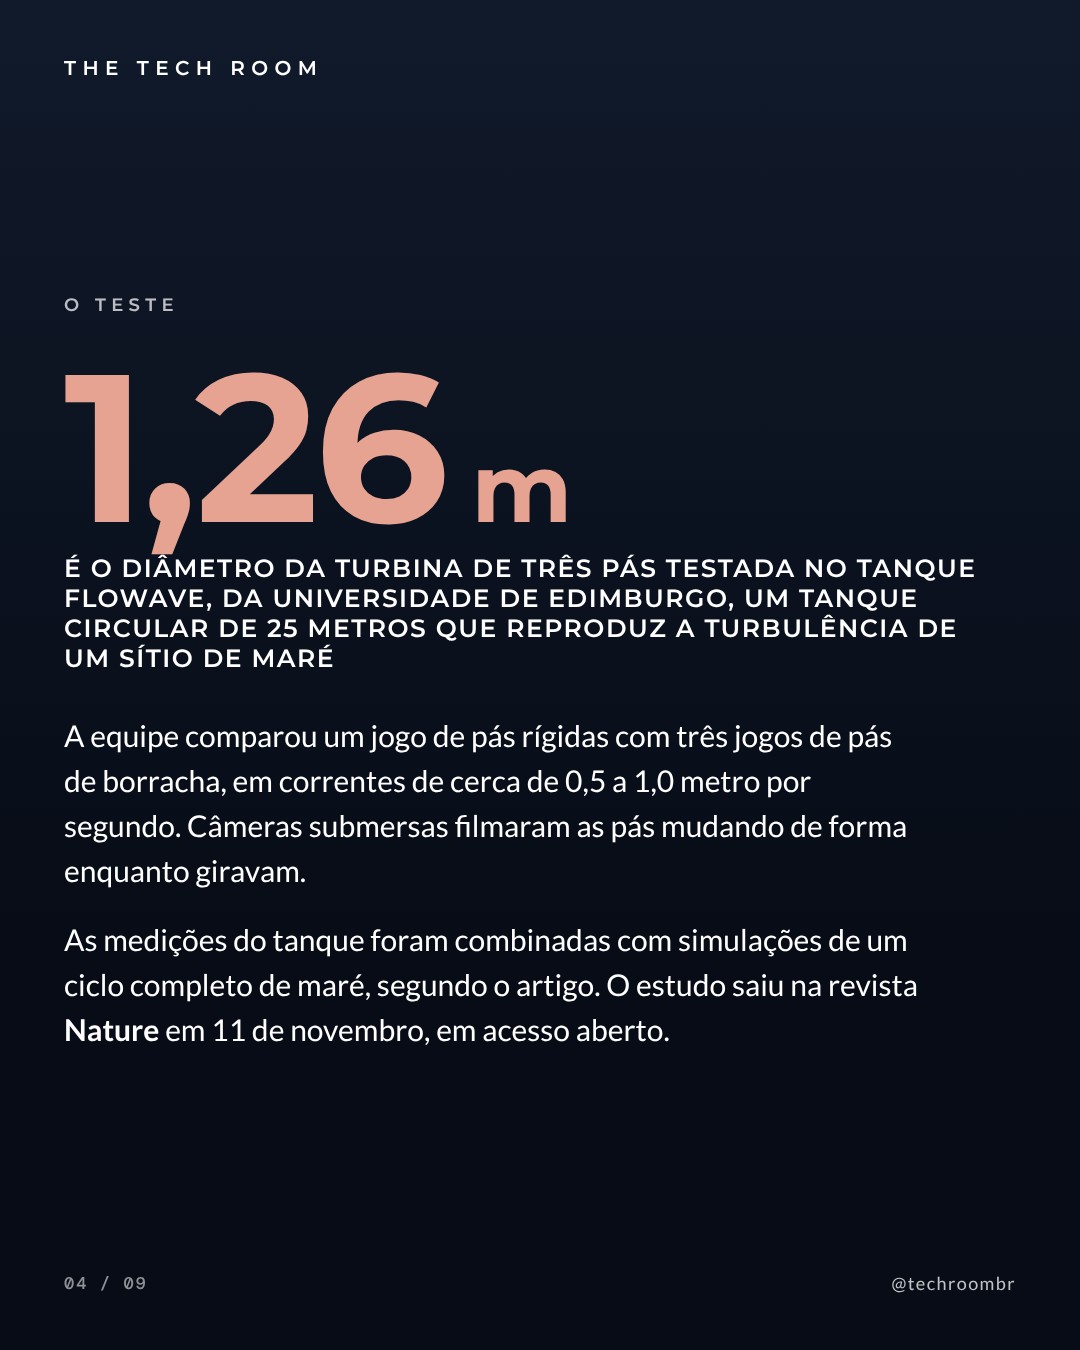 THE TECH ROOM
O TESTE
1,26 m
É O DIÂMETRO DA TURBINA DE TRÊS PÁS TESTADA NO TANQUE
FLOWAVE, DA UNIVERSIDADE DE EDIMBURGO, UM TANQUE
CIRCULAR DE 25 METROS QUE REPRODUZ A TURBULÊNCIA DE
UM SÍTIO DE MARÉ
A equipe comparou um jogo de pás rígidas com três jogos de pás
de borracha, em correntes de cerca de 0,5 a 1,0 metro por
segundo. Câmeras submersas filmaram as pás mudando de forma
enquanto giravam.
As medições do tanque foram combinadas com simulações de um
ciclo completo de maré, segundo o artigo. O estudo saiu na revista
Nature em 11 de novembro, em acesso aberto.
04 / 09
@techroombr